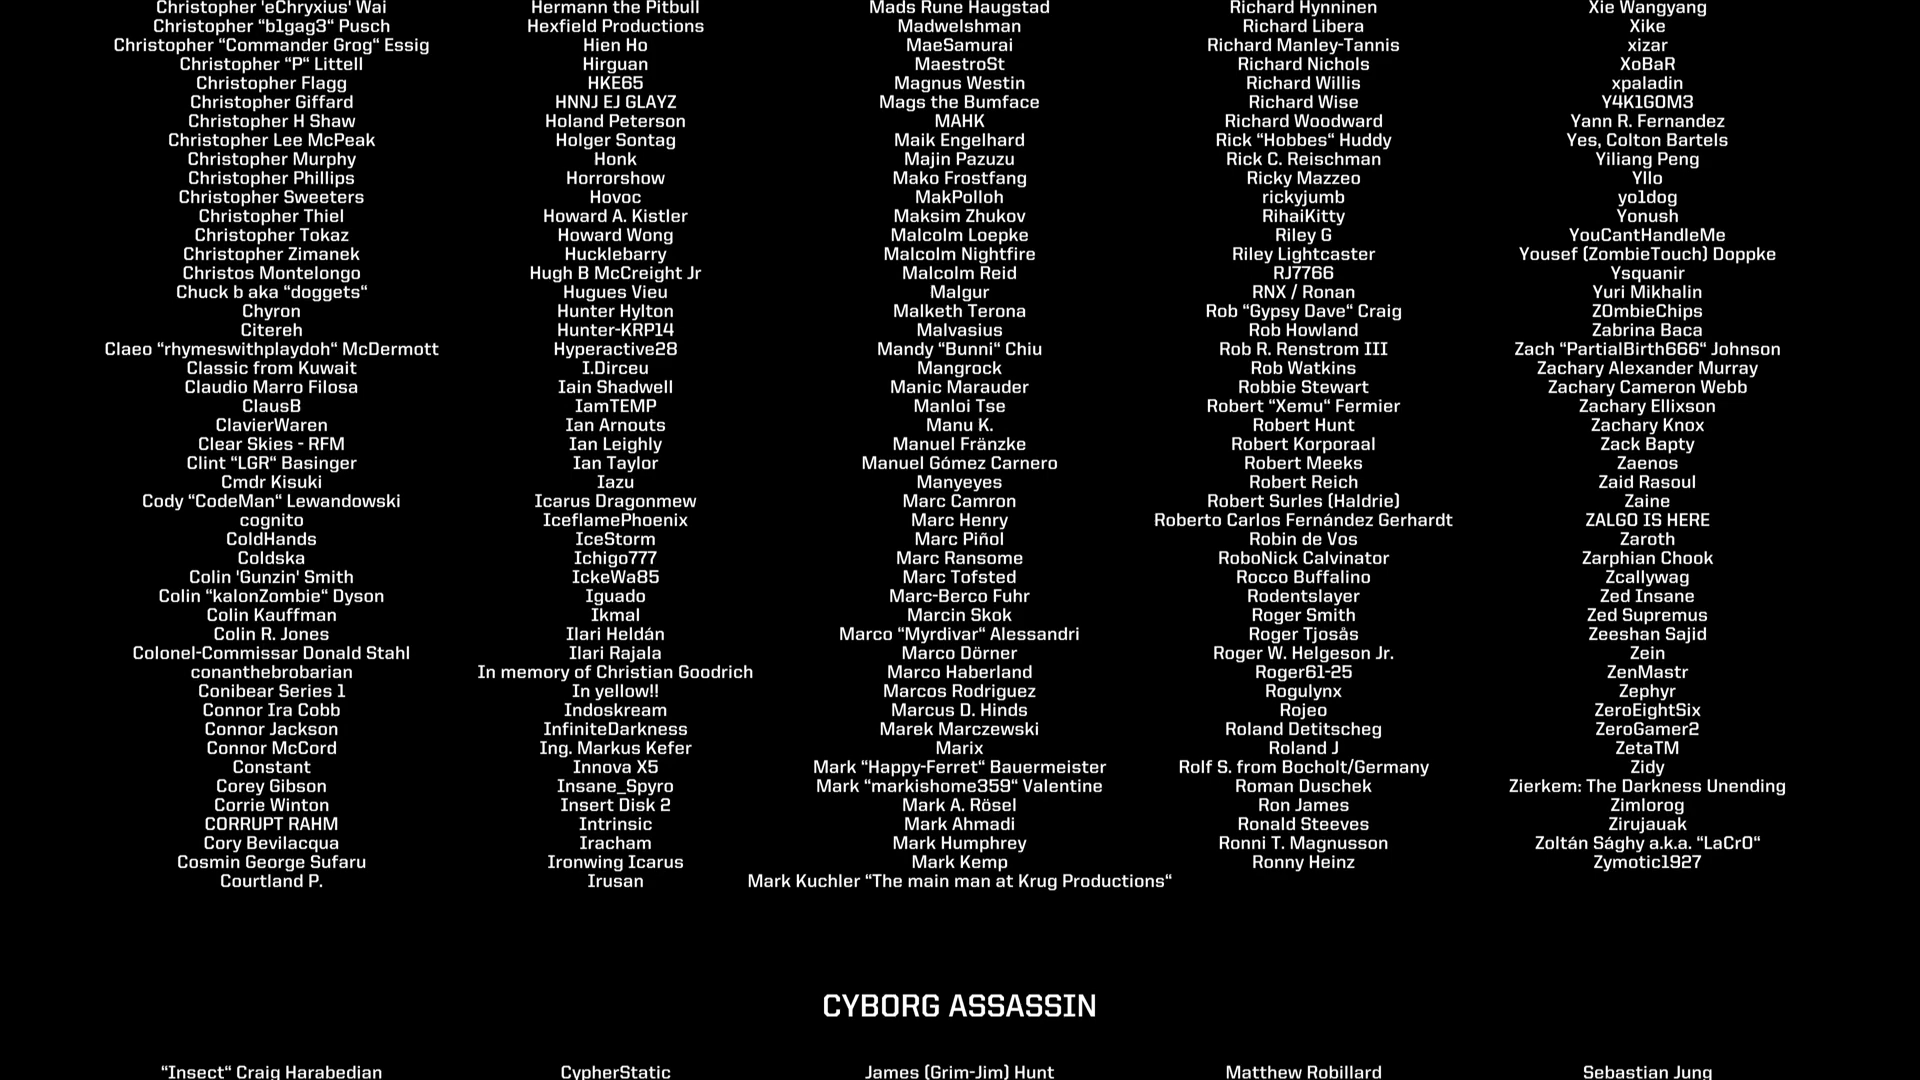 Christopher 'eChryxius' Wai
Christopher “b1gag3“ Pusch
Christopher “Commander Grog“ Essig
Christopher “P“ Littell
Christopher Flagg
Christopher Giffard
Christopher H Shaw
Christopher Lee McPeak
Christopher Murphy
Christopher Phillips
Christopher Sweeters
Christopher Thiel
Christopher Tokaz
Christopher Zimanek
Christos Montelongo
Chuck b aka “doggets“
Chyron
Citereh
Claeo “rhymeswithplaydoh“ McDermott
Classic from Kuwait
Claudio Marro Filosa
ClausB
ClavierWaren
Clear Skies - RFM
Clint “LGR“ Basinger
Cmdr Kisuki
Cody “CodeMan“ Lewandowski
cognito
ColdHands
Coldska
Colin 'Gunzin' Smith
Colin “kalonZombie“ Dyson
Colin Kauffman
Colin R. Jones
Colonel-Commissar Donald Stahl
conanthebrobarian
Conibear Series 1
Connor Ira Cobb
Connor Jackson
Connor McCord
Constant
Corey Gibson
Corrie Winton
CORRUPT RAHM
Cory Bevilacqua
Cosmin George Sufaru
Courtland P.
Hermann the Pitbull
Hexfield Productions
Hien Ho
Hirguan
HKE65
HNNJ EJ GLAYZ
Holand Peterson
Holger Sontag
Honk
Horrorshow
Hovoc
Howard A. Kistler
Howard Wong
Hucklebarry
Hugh B McCreight Jr
Hugues Vieu
Hunter Hylton
Hunter-KRP14
Hyperactive28
I.Dirceu
Iain Shadwell
IamTEMP
Ian Arnouts
Ian Leighly
Ian Taylor
Iazu
Icarus Dragonmew
IceflamePhoenix
IceStorm
Ichigo777
IckeWa85
Iguado
Ikmal
Ilari Heldán
Ilari Rajala
In memory of Christian Goodrich
In yellow!!
Indoskream
InfiniteDarkness
Ing. Markus Kefer
Innova X5
Insane_Spyro
Insert Disk 2
Intrinsic
Iracham
Ironwing Icarus
Irusan
Mads Rune Haugstad
Madwelshman
MaeSamurai
MaestroSt
Magnus Westin
Mags the Bumface
MAHK
Maik Engelhard
Majin Pazuzu
Mako Frostfang
MakPolloh
Maksim Zhukov
Malcolm Loepke
Malcolm Nightfire
Malcolm Reid
Malgur
Malketh Terona
Malvasius
Mandy “Bunni“ Chiu
Mangrock
Manic Marauder
Manloi Tse
Manu K.
Manuel Fränzke
Manuel Gómez Carnero
Manyeyes
Marc Camron
Marc Henry
Marc Piñol
Marc Ransome
Marc Tofsted
Marc-Berco Fuhr
Marcin Skok
Marco “Myrdivar“ Alessandri
Marco Dörner
Marco Haberland
Marcos Rodriguez
Marcus D. Hinds
Marek Marczewski
Marix
Mark “Happy-Ferret“ Bauermeister
Mark “markishome359“ Valentine
Mark A. Rösel
Mark Ahmadi
Mark Humphrey
Mark Kemp
Mark Kuchler “The main man at Krug Productions“
Richard Hynninen
Richard Libera
Richard Manley-Tannis
Richard Nichols
Richard Willis
Richard Wise
Richard Woodward
Rick “Hobbes“ Huddy
Rick C. Reischman
Ricky Mazzeo
rickyjumb
RihaiKitty
Riley G
Riley Lightcaster
RJ7766
RNX / Ronan
Rob “Gypsy Dave“ Craig
Rob Howland
Rob R. Renstrom III
Rob Watkins
Robbie Stewart
Robert “Xemu“ Fermier
Robert Hunt
Robert Korporaal
Robert Meeks
Robert Reich
Robert Surles (Haldrie)
Roberto Carlos Fernández Gerhardt
Robin de Vos
RoboNick Calvinator
Rocco Buffalino
Rodentslayer
Roger Smith
Roger Tjosås
Roger W. Helgeson Jr.
Roger61-25
Rogulynx
Rojeo
Roland Detitscheg
Roland J
Rolf S. from Bocholt/Germany
Roman Duschek
Ron James
Ronald Steeves
Ronni T. Magnusson
Ronny Heinz
Xie Wangyang
Xike
xizar
XoBaR
xpaladin
Y4K1G0M3
Yann R. Fernandez
Yes, Colton Bartels
Yiliang Peng
Yllo
yo1dog
Yonush
YouCantHandleMe
Yousef (ZombieTouch) Doppke
Ysquanir
Yuri Mikhalin
Z0mbieChips
Zabrina Baca
Zach “PartialBirth666“ Johnson
Zachary Alexander Murray
Zachary Cameron Webb
Zachary Ellixson
Zachary Knox
Zack Bapty
Zaenos
Zaid Rasoul
Zaine
ZALGO IS HERE
Zaroth
Zarphian Chook
Zcallywag
Zed Insane
Zed Supremus
Zeeshan Sajid
Zein
ZenMastr
Zephyr
ZeroEightSix
ZeroGamer2
ZetaTM
Zidy
Zierkem: The Darkness Unending
Zimlorog
Zirujauak
Zoltán Sághy a.k.a. “LaCr0“
Zymotic1927
CYBORG ASSASSIN
“Insect“ Craig Harabedian
CypherStatic
James (Grim-Jim) Hunt
Matthew Robillard
Sebastian Jung